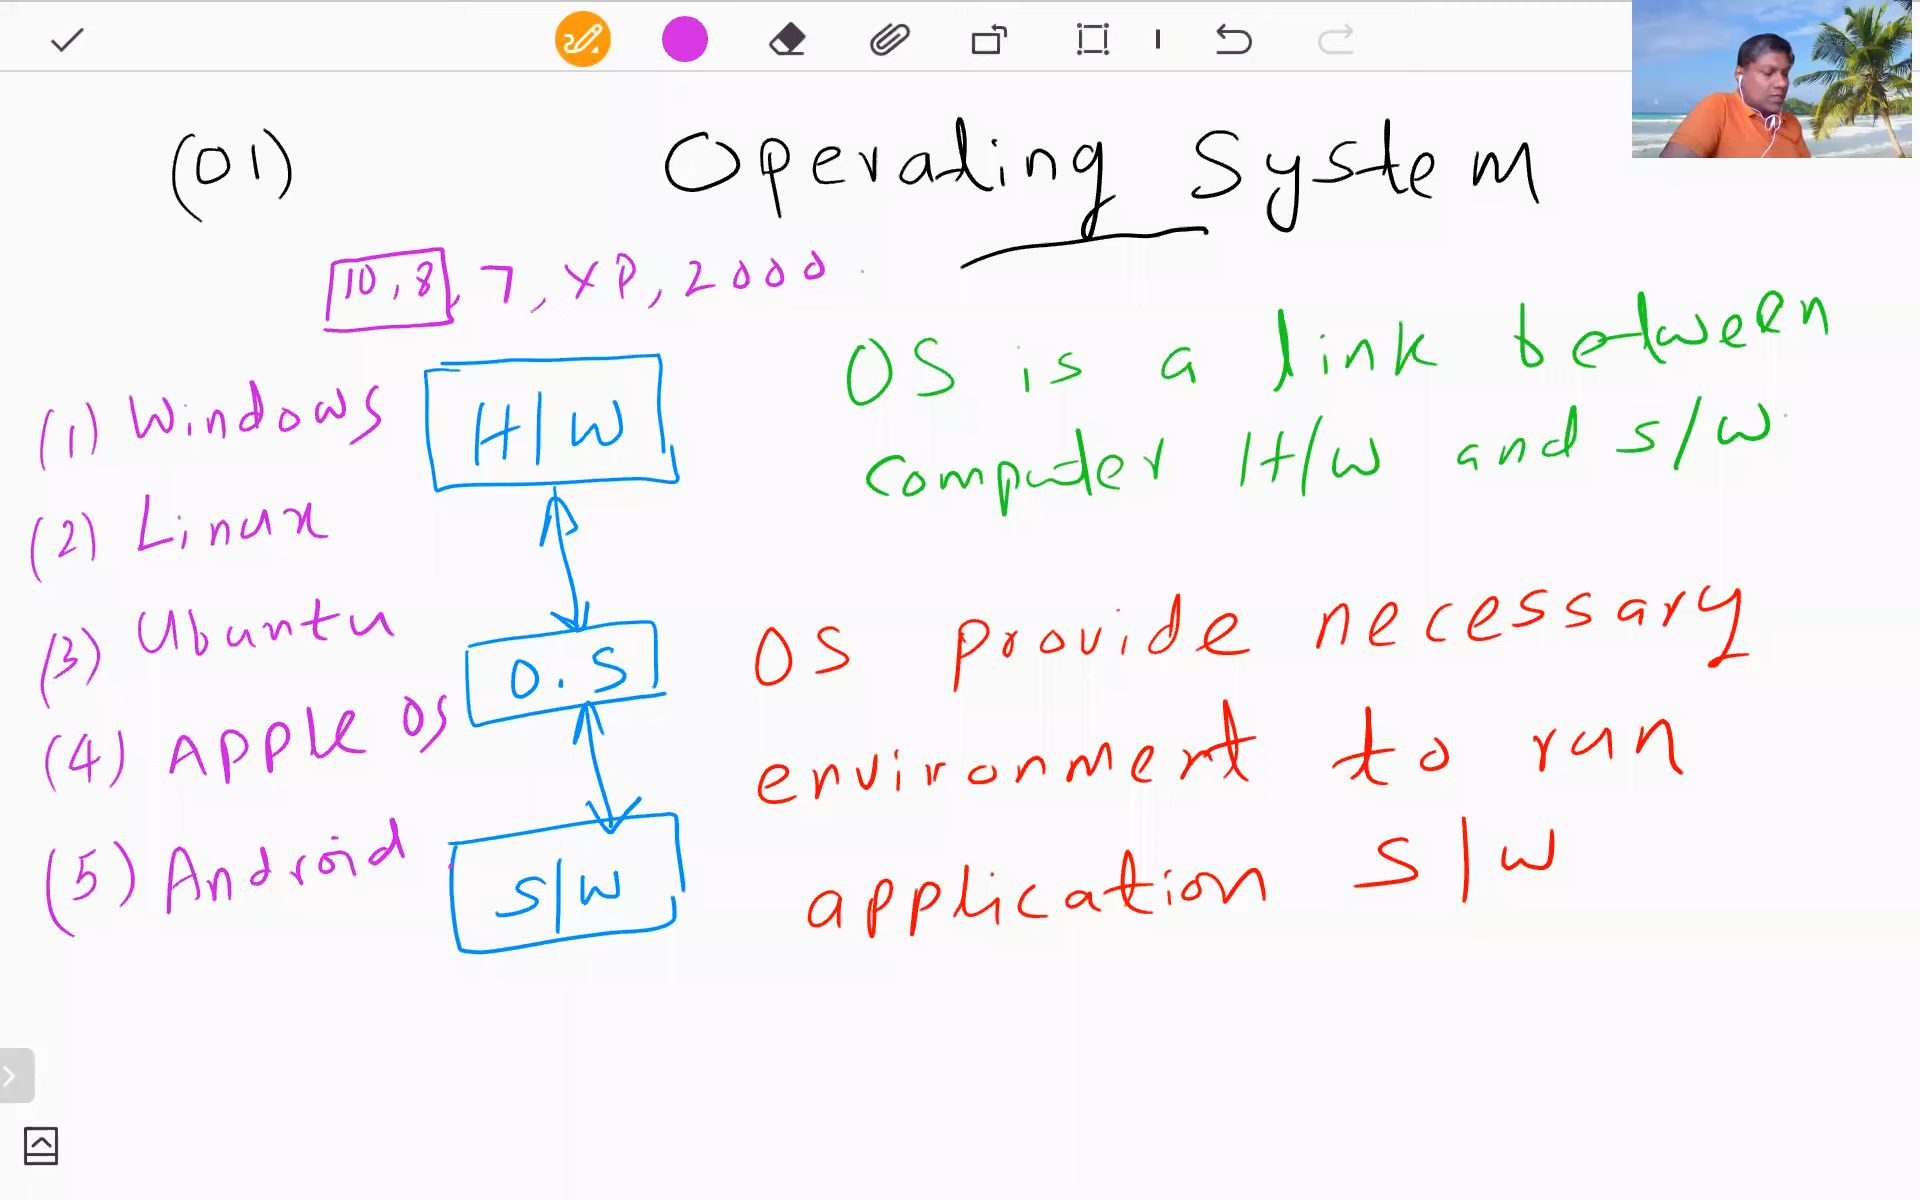 (01)
Operating System
10, 8, 7, XP, 2000
OS is a link between
computer H/W and S/W
(1) Windows
(2) Linux
(3) Ubuntu
(4) APPle OS
(5) Android
H/W
O.S
S/W
OS provide necessary
environment to run
application S/W